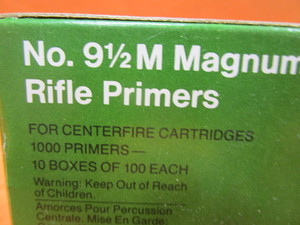 No. 9½ M Magnum
Rifle Primers
FOR CENTERFIRE CARTRIDGES
1000 PRIMERS—
10 BOXES OF 100 EACH
Warning: Keep Out of Reach
of Children.
Amorces Pour Percussion
Centrale. Mise En Garde: